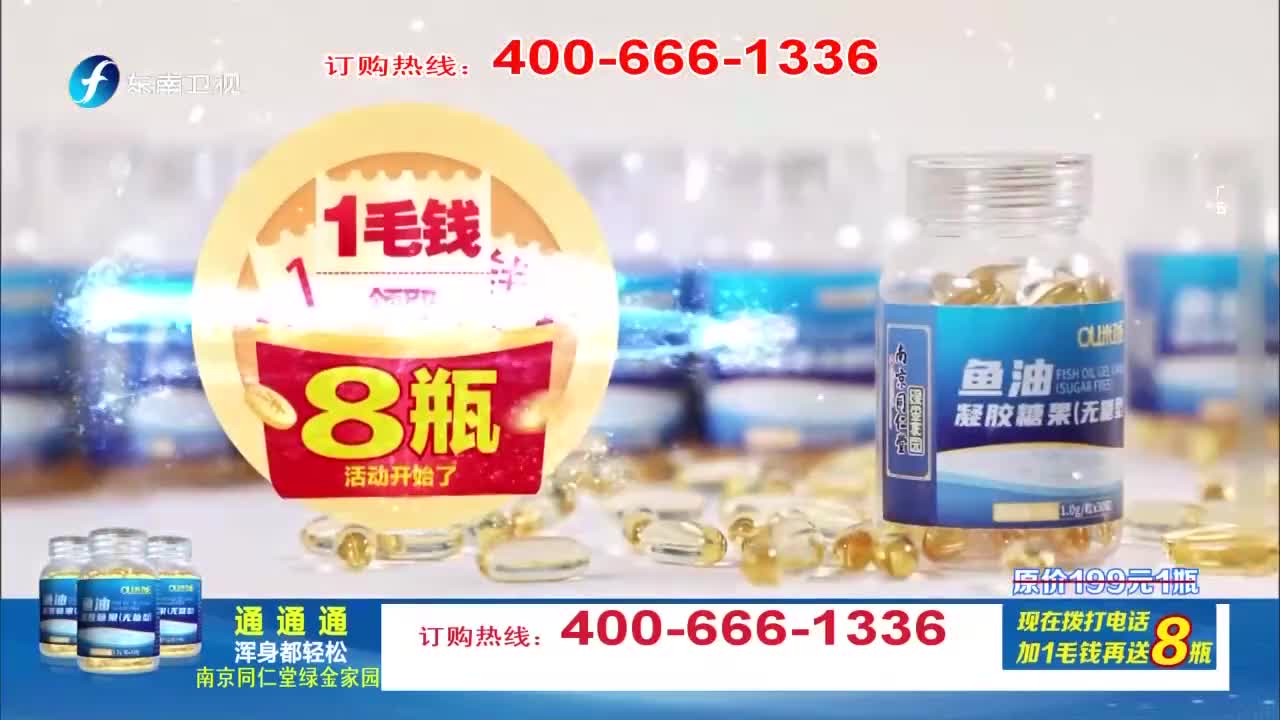 订购热线：400-666-1336
东南卫视
广告
1毛钱
8瓶
活动开始了
南京同仁堂
绿金家园
鱼油
FISH OIL GEL CAN
(SUGAR FREE)
凝胶糖果(无糖型
原价199元1瓶
通通通
浑身都轻松
南京同仁堂绿金家园
订购热线：400-666-1336
现在拨打电话
加1毛钱再送8瓶